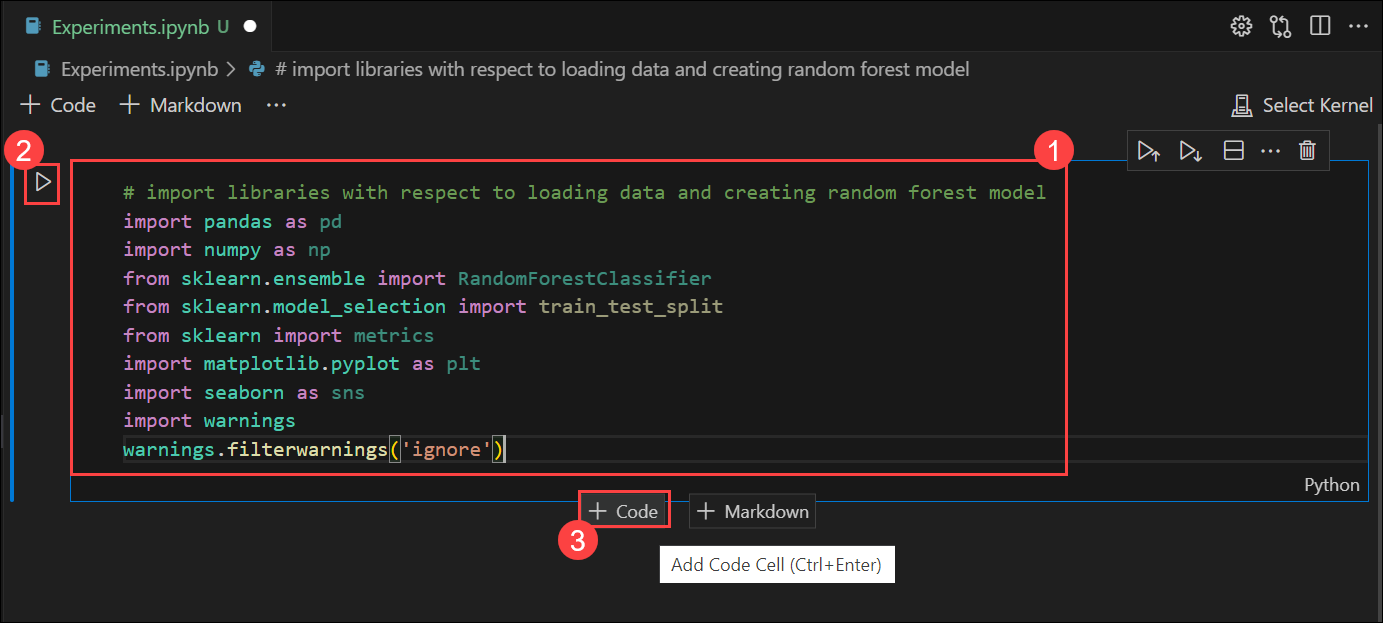 Experiments.ipynb U
Experiments.ipynb > # import libraries with respect to loading data and creating random forest model
+ Code + Markdown ...
Select Kernel
2
1
# import libraries with respect to loading data and creating random forest model
import pandas as pd
import numpy as np
from sklearn.ensemble import RandomForestClassifier
from sklearn.model_selection import train_test_split
from sklearn import metrics
import matplotlib.pyplot as plt
import seaborn as sns
import warnings
warnings.filterwarnings('ignore')
Python
+ Code + Markdown
3
Add Code Cell (Ctrl+Enter)